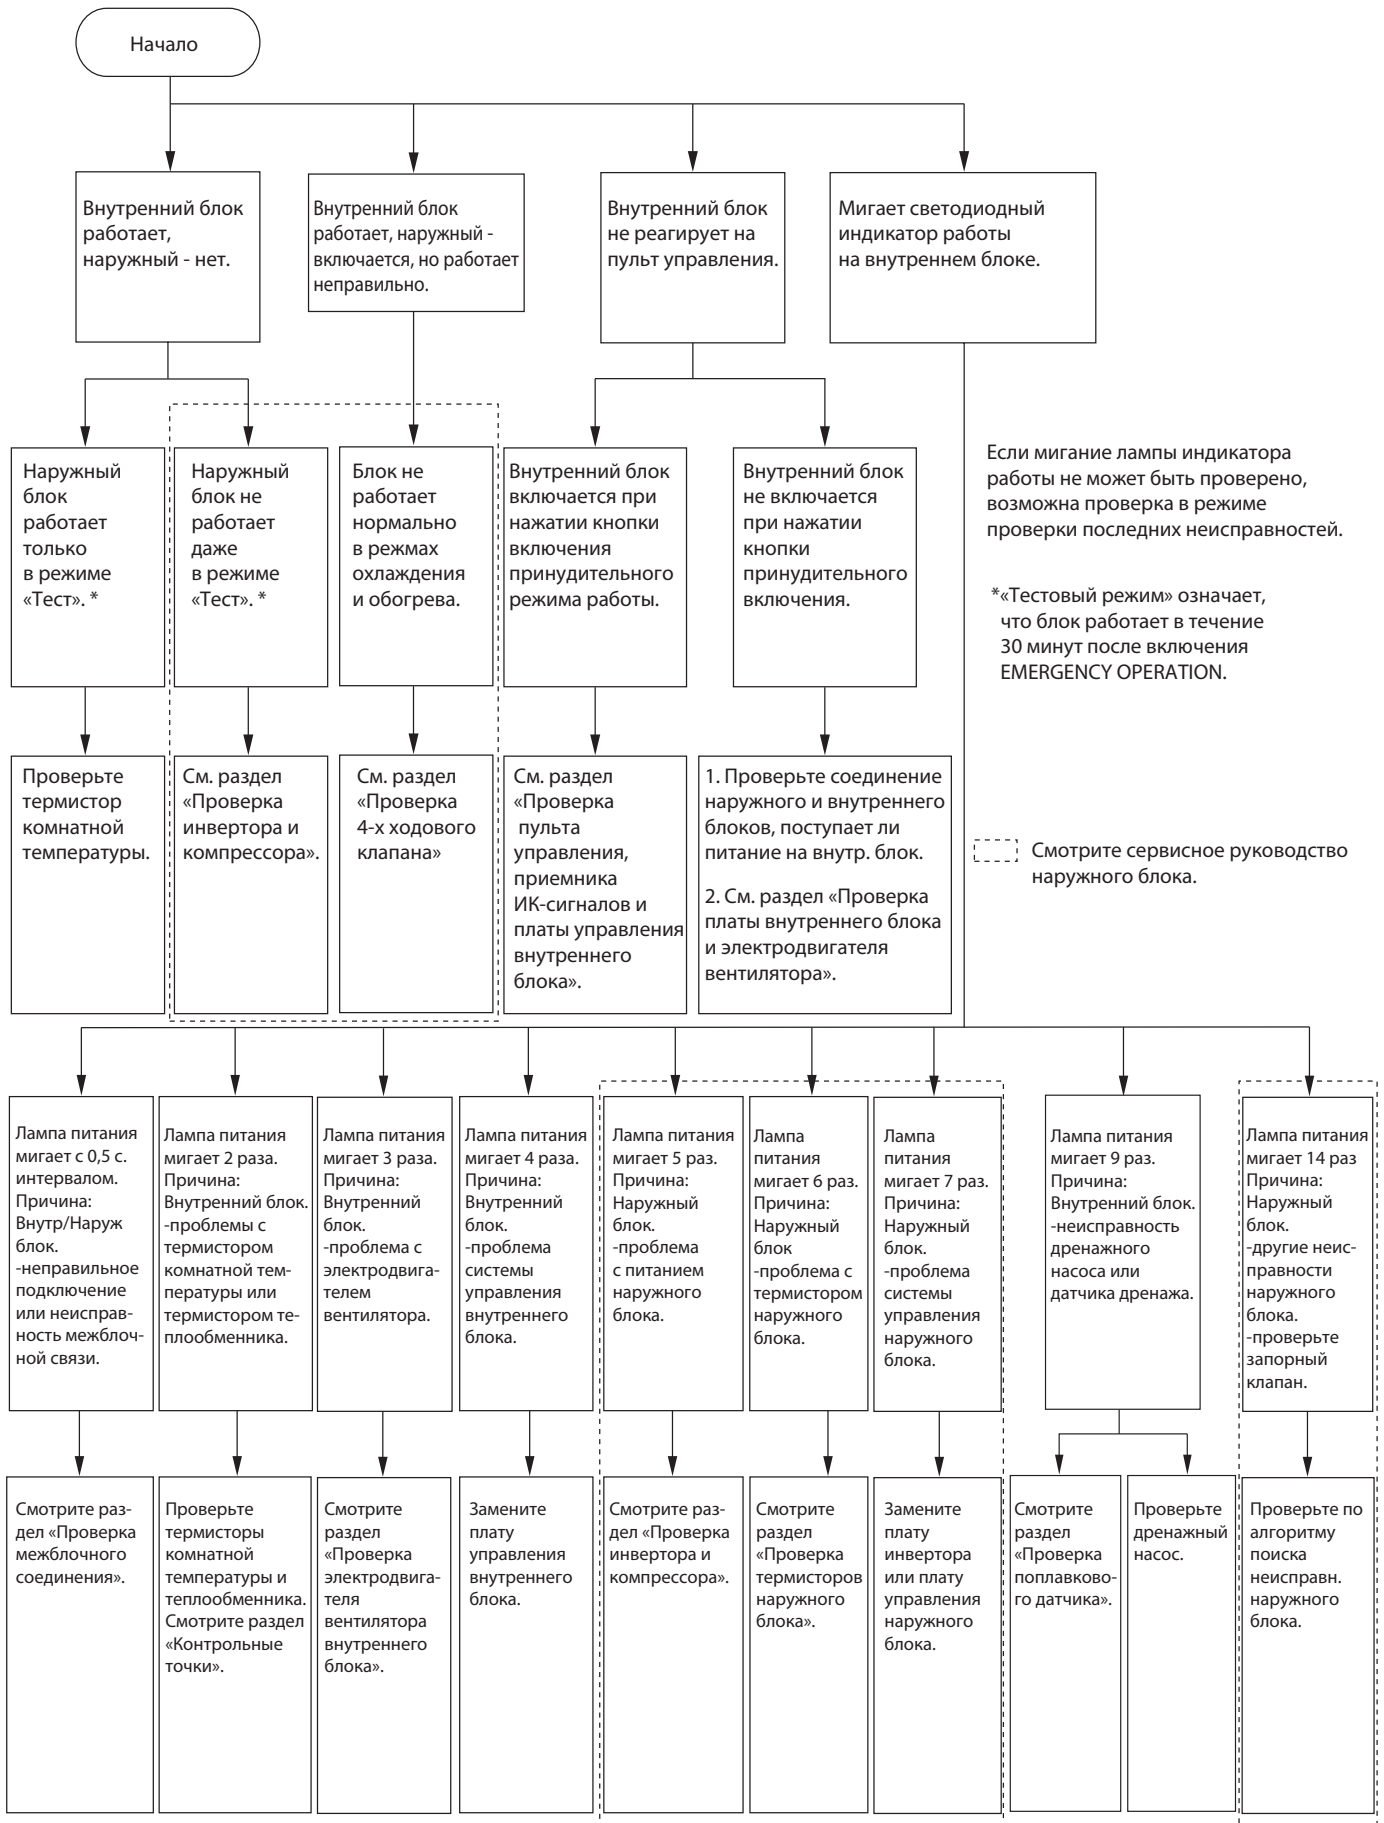 Начало
Внутренний блок
работает,
наружный - нет.
Внутренний блок
работает, наружный -
включается, но работает
неправильно.
Внутренний блок
не реагирует на
пульт управления.
Мигает светодиодный
индикатор работы
на внутреннем блоке.
Наружный
блок
работает
только
в режиме
«Тест». *
Наружный
блок не
работает
даже
в режиме
«Тест». *
Блок не
работает
нормально
в режмах
охлаждения
и обогрева.
Внутренний блок
включается при
нажатии кнопки
включения
принудительного
режима работы.
Внутренний блок
не включается
при нажатии
кнопки
принудительного
включения.
Если мигание лампы индикатора
работы не может быть проверено,
возможна проверка в режиме
проверки последних неисправностей.
*«Тестовый режим» означает,
что блок работает в течение
30 минут после включения
EMERGENCY OPERATION.
Проверьте
термистор
комнатной
температуры.
См. раздел
«Проверка
инвертора и
компрессора».
См. раздел
«Проверка
4-х ходового
клапана»
См. раздел
«Проверка
пульта
управления,
приемника
ИК-сигналов и
платы управления
внутреннего
блока».
1. Проверьте соединение
наружного и внутреннего
блоков, поступает ли
питание на внутр. блок.
2. См. раздел «Проверка
платы внутреннего блока
и электродвигателя
вентилятора».
Смотрите сервисное руководство
наружного блока.
Лампа питания
мигает с 0,5 с.
интервалом.
Причина:
Внутр/Наруж
блок.
-неправильное
подключение
или неисправ-
ность межблоч-
ной связи.
Лампа питания
мигает 2 раза.
Причина:
Внутренний блок.
-проблемы с
термистором
комнатной тем-
пературы или
термистором те-
плообменника.
Лампа питания
мигает 3 раза.
Причина:
Внутренний
блок.
-проблема с
электродвига-
телем
вентилятора.
Лампа питания
мигает 4 раза.
Причина:
Внутренний
блок.
-проблема
системы
управления
внутреннего
блока.
Лампа питания
мигает 5 раз.
Причина:
Наружный
блок.
-проблема
с питанием
наружного
блока.
Лампа
питания
мигает 6 раз.
Причина:
Наружный
блок
-проблема с
термистором
наружного
блока.
Лампа
питания
мигает 7 раз.
Причина:
Наружный
блок.
-проблема
системы
управления
наружного
блока.
Лампа питания
мигает 9 раз.
Причина:
Внутренний блок.
-неисправность
дренажного
насоса или
датчика дренажа.
Лампа питания
мигает 14 раз
Причина:
Наружный
блок.
-другие неис-
правности
наружного
блока.
-проверьте
запорный
клапан.
Смотрите раз-
дел «Проверка
межблочного
соединения».
Проверьте
термисторы
комнатной
температуры и
теплообменника.
Смотрите раздел
«Контрольные
точки».
Смотрите
раздел
«Проверка
электродвига-
теля
вентилятора
внутреннего
блока».
Замените
плату
управления
внутреннего
блока.
Смотрите раз-
дел «Проверка
инвертора и
компрессора».
Смотрите
раздел
«Проверка
термисторов
наружного
блока».
Замените
плату
инвертора
или плату
управления
наружного
блока.
Смотрите
раздел
«Проверка
поплавково-
го датчика».
Проверьте
дренажный
насос.
Проверьте по
алгоритму
поиска
неисправн.
наружного
блока.